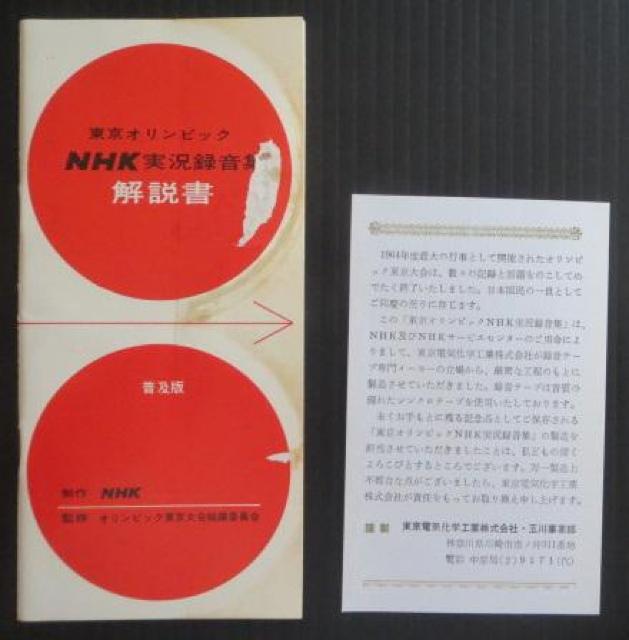 東京オリンピック
NHK実況録音集
解説書
普及版
制作 NHK
監修 オリンピック東京大会組織委員会
1964年度最大の行事として開催されたオリンピ
ック東京大会は、数々の記録と話題をのこしてめ
でたく終了いたしました。日本国民の一員として
ご同慶の至りに存じます。
この「東京オリンピックNHK実況録音集」は、
NHK及びNHKサービスセンターのご用命によ
りまして、東京電気化学工業株式会社が録音テー
プ専門メーカーの立場から、厳密な工程のもとに
製造させていただきました。録音テープは音質の
優れたシンクロテープを使用いたしております。
永くお手もとに残る記念品としてご保存される
「東京オリンピックNHK実況録音集」の製造を
担当させていただきましたことは、私どもの深く
よろこびとするところでございます。万一製造上
不都合な点がございましたら、東京電気化学工業
株式会社が責任をもってお取り換え申し上げます。
謹製 東京電気化学工業株式会社・玉川事業部
神奈川県川崎市市ノ坪
電話 中原局(2)9171(代)